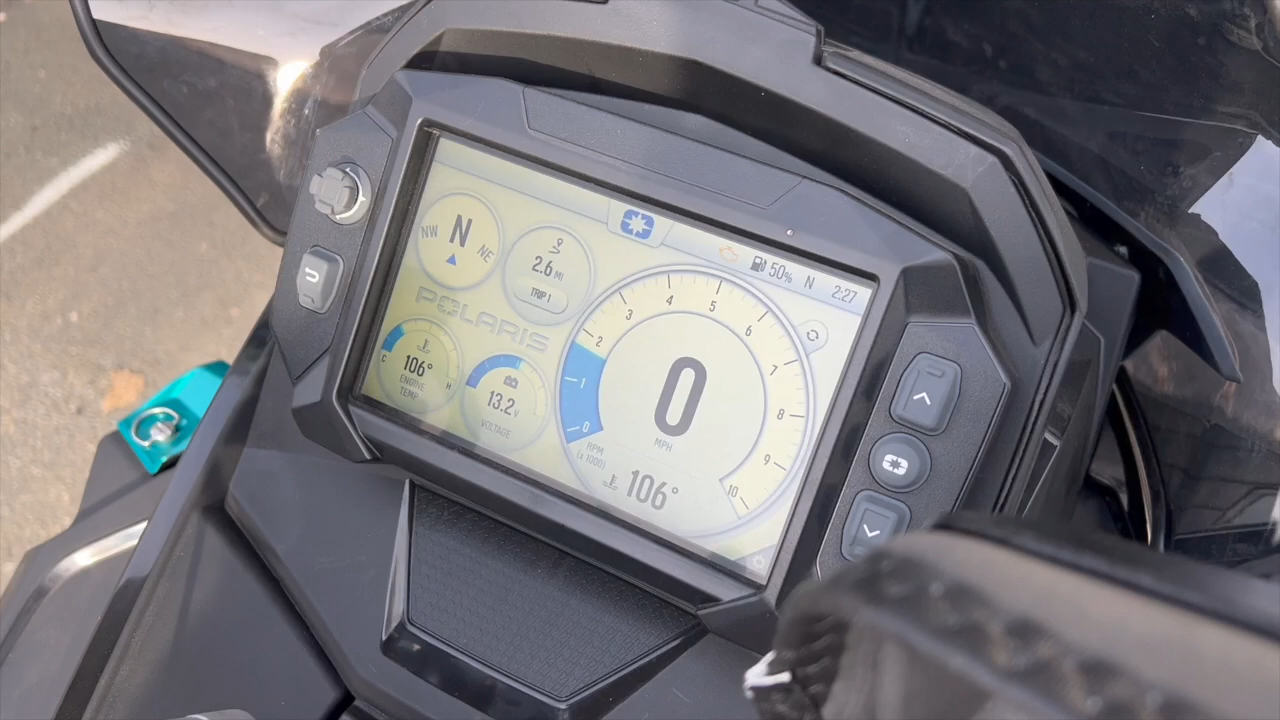 50% N 2:27
N
NW NE
2.6 MI
TRIP 1
POLARIS
106°
C H
ENGINE
TEMP
13.2 V
VOLTAGE
0 1 2 3 4 5 6 7 8 9 10
0
MPH
RPM
(x 1000)
106°